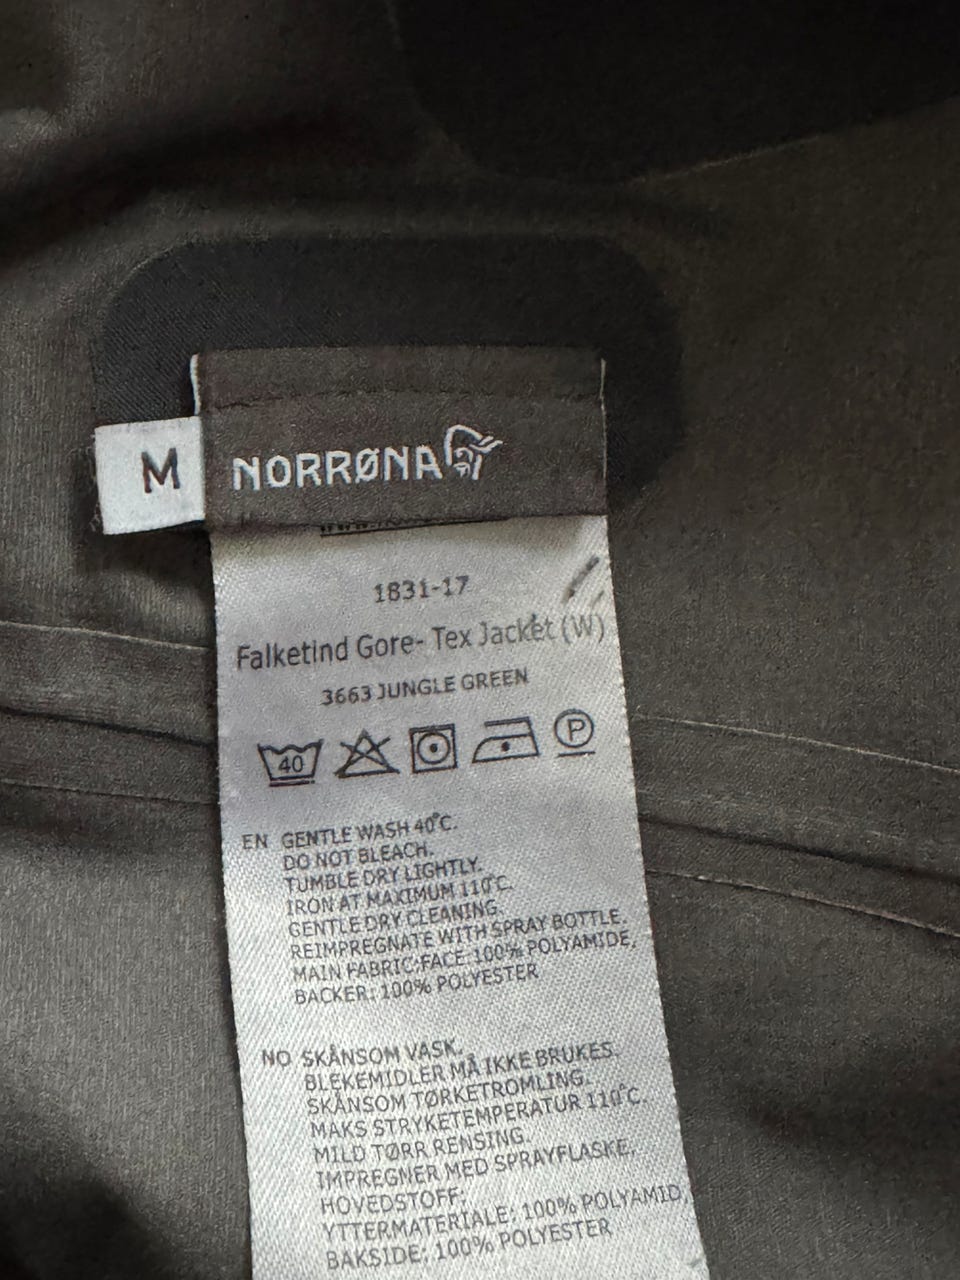 M
NORRØNA
1831-17
Falketind Gore- Tex Jacket (W)
3663 JUNGLE GREEN
40
P
EN GENTLE WASH 40°C.
DO NOT BLEACH.
TUMBLE DRY LIGHTLY.
IRON AT MAXIMUM 110°C.
GENTLE DRY CLEANING.
REIMPREGNATE WITH SPRAY BOTTLE.
MAIN FABRIC:FACE: 100% POLYAMIDE,
BACKER: 100% POLYESTER
NO SKÅNSOM VASK.
BLEKEMIDLER MÅ IKKE BRUKES.
SKÅNSOM TØRKETROMLING.
MAKS STRYKETEMPERATUR 110°C.
MILD TØRR RENSING.
IMPREGNER MED SPRAYFLASKE.
HOVEDSTOFF:
YTTERMATERIALE: 100% POLYAMID,
BAKSIDE: 100% POLYESTER